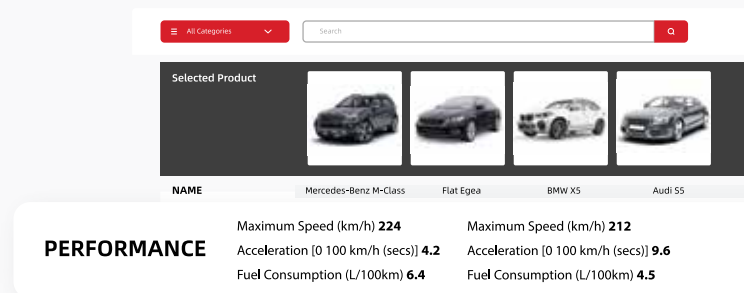 All Categories
Search
Selected Product
NAME Mercedes-Benz M-Class Flat Egea BMW X5 Audi S5
PERFORMANCE
Maximum Speed (km/h) 224
Acceleration [0 100 km/h (secs)] 4.2
Fuel Consumption (L/100km) 6.4
Maximum Speed (km/h) 212
Acceleration [0 100 km/h (secs)] 9.6
Fuel Consumption (L/100km) 4.5